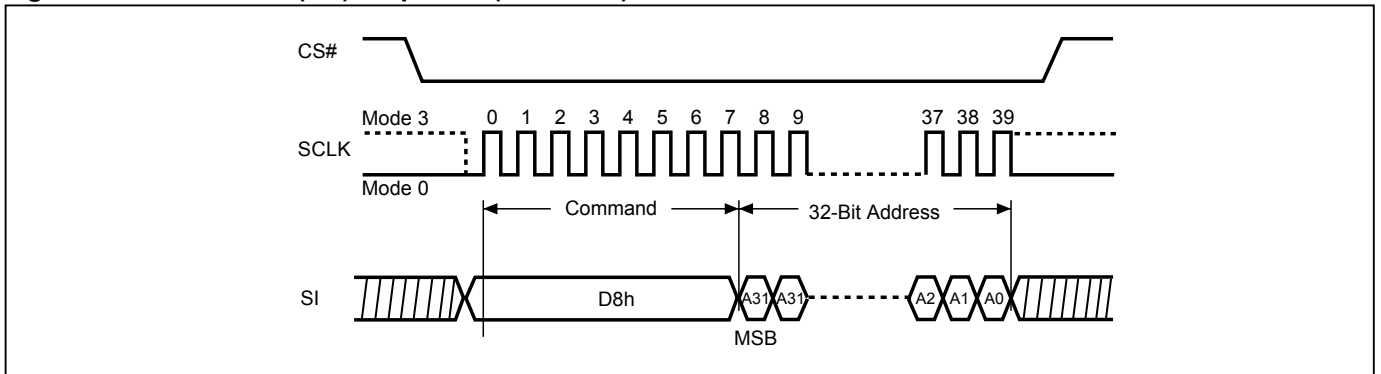 CS#
Mode 3
0 1 2 3 4 5 6 7 8 9 37 38 39
SCLK
Mode 0
Command
32-Bit Address
SI
D8h
A31 A31 A2 A1 A0
MSB